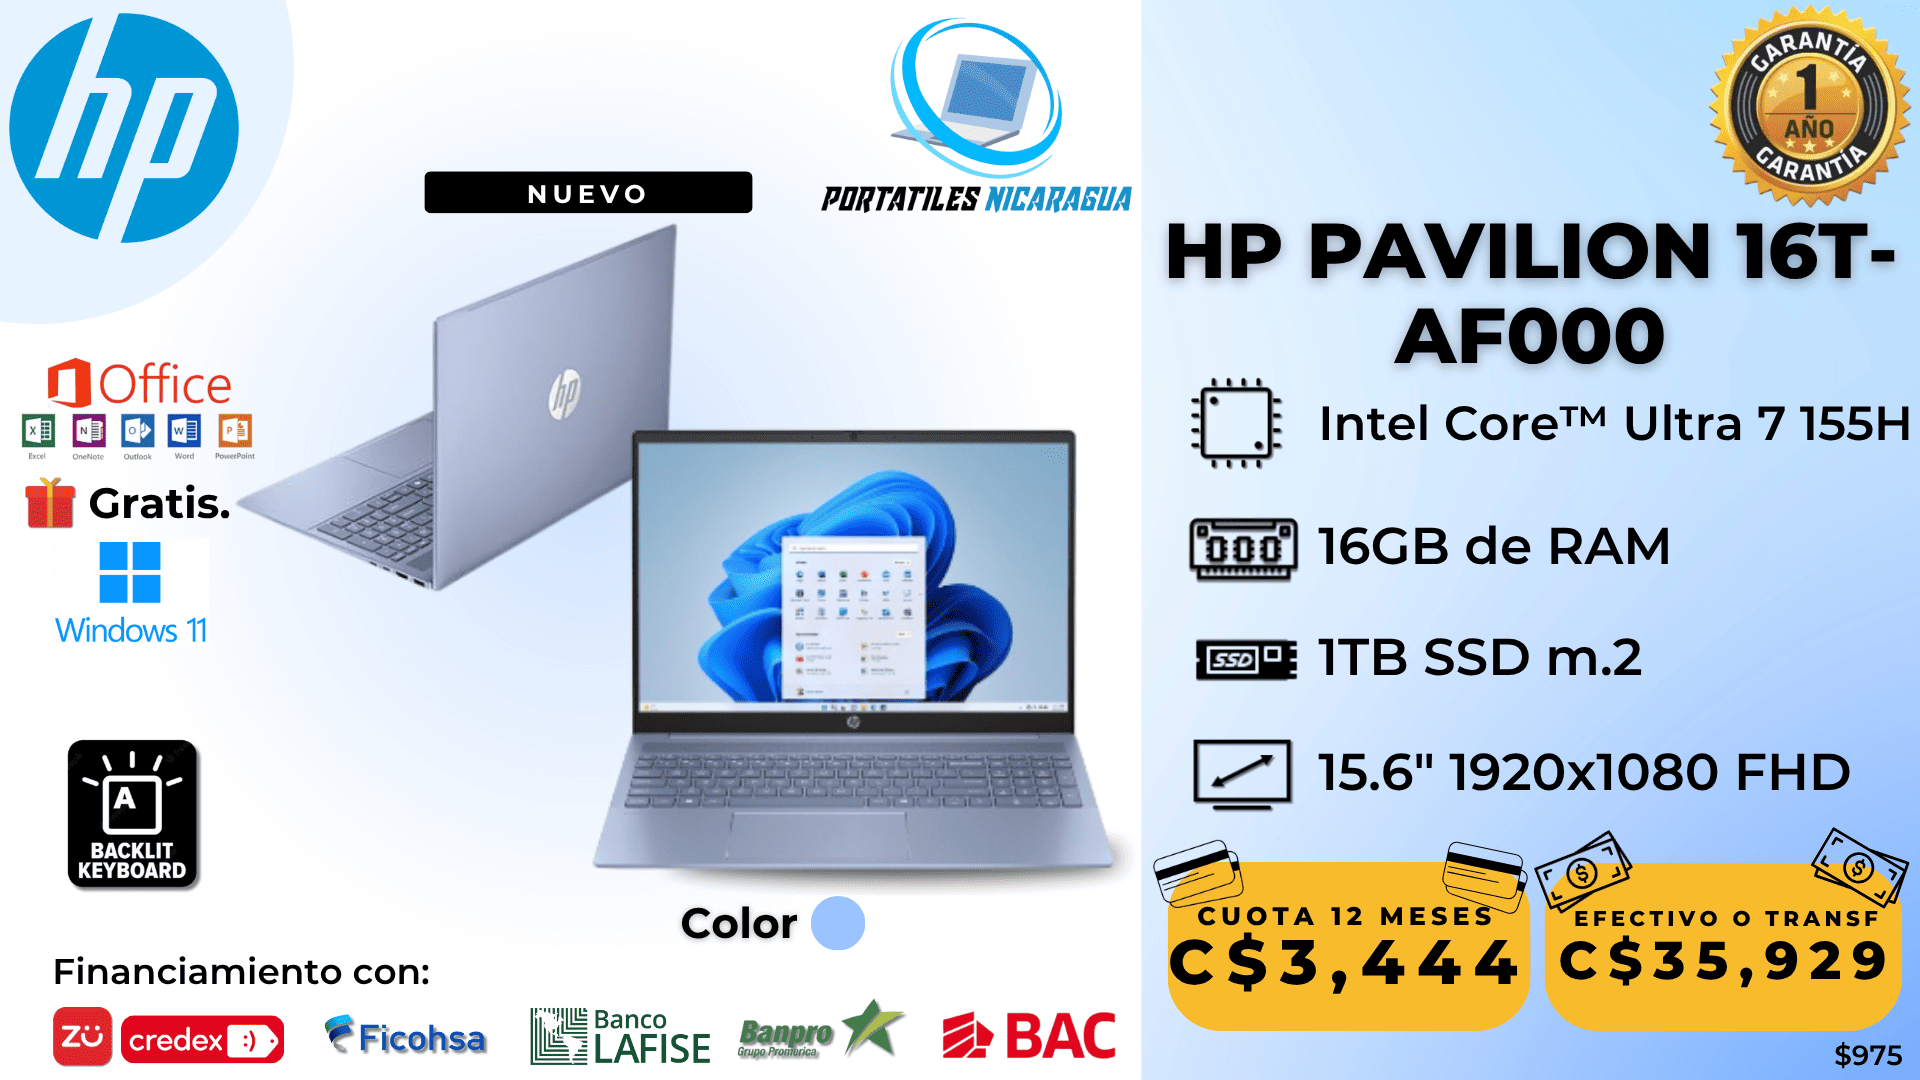 hp
NUEVO
PORTATILES NICARAGUA
GARANTÍA
1
AÑO
GARANTÍA
HP PAVILION 16T-
AF000
Office
Excel
OneNote
Outlook
Word
PowerPoint
Gratis.
Windows 11
Intel Core™ Ultra 7 155H
16GB de RAM
SSD
1TB SSD m.2
15.6" 1920x1080 FHD
A
BACKLIT
KEYBOARD
Color
CUOTA 12 MESES
C$3,444
EFECTIVO O TRANSF
C$35,929
Financiamiento con:
zū
credex
Ficohsa
Banco
LAFISE
Banpro
Grupo Promerica
BAC
$975